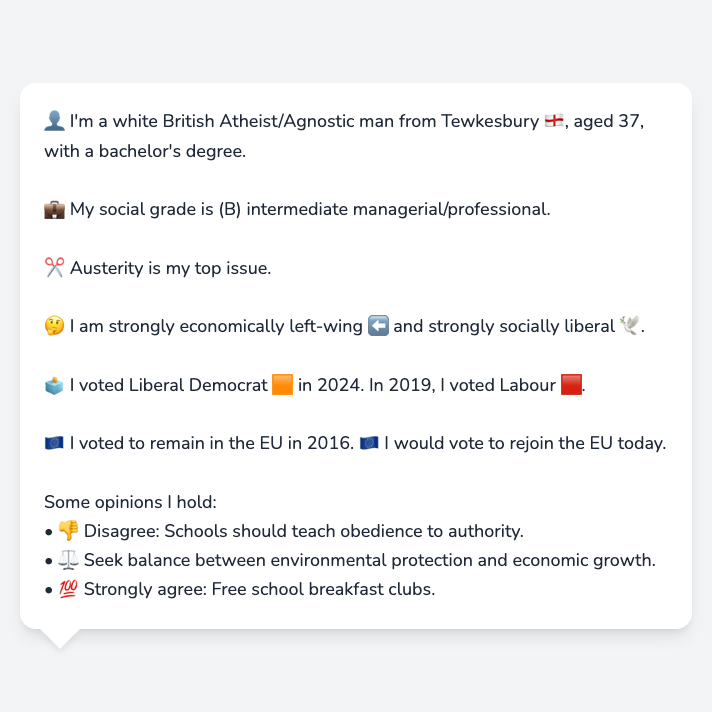 👤 I'm a white British Atheist/Agnostic man from Tewkesbury 🏴󠁧󠁢󠁥󠁮󠁧󠁿, aged 37,
with a bachelor's degree.
💼 My social grade is (B) intermediate managerial/professional.
✂️ Austerity is my top issue.
🤔 I am strongly economically left-wing ⬅️ and strongly socially liberal 🕊️.
🗳️ I voted Liberal Democrat 🟧 in 2024. In 2019, I voted Labour 🟥.
🇪🇺 I voted to remain in the EU in 2016. 🇪🇺 I would vote to rejoin the EU today.
Some opinions I hold:
• 👎 Disagree: Schools should teach obedience to authority.
• ⚖️ Seek balance between environmental protection and economic growth.
• 💯 Strongly agree: Free school breakfast clubs.